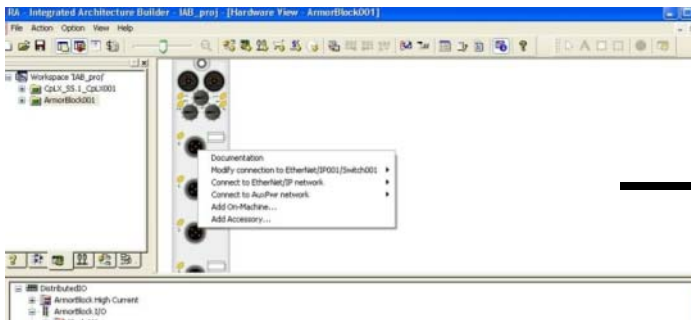 RA - Integrated Architecture Builder - IAB_proj - [Hardware View - ArmorBlock001]
File Action Option View Help
Workspace 'IAB_proj'
CpLX_S5.1_CpLX001
ArmorBlock001
Documentation
Modify connection to EtherNet/IP001/Switch001
Connect to EtherNet/IP network
Connect to AuxPwr network
Add On-Machine...
Add Accessory...
DistributedIO
ArmorBlock High Current
ArmorBlock I/O